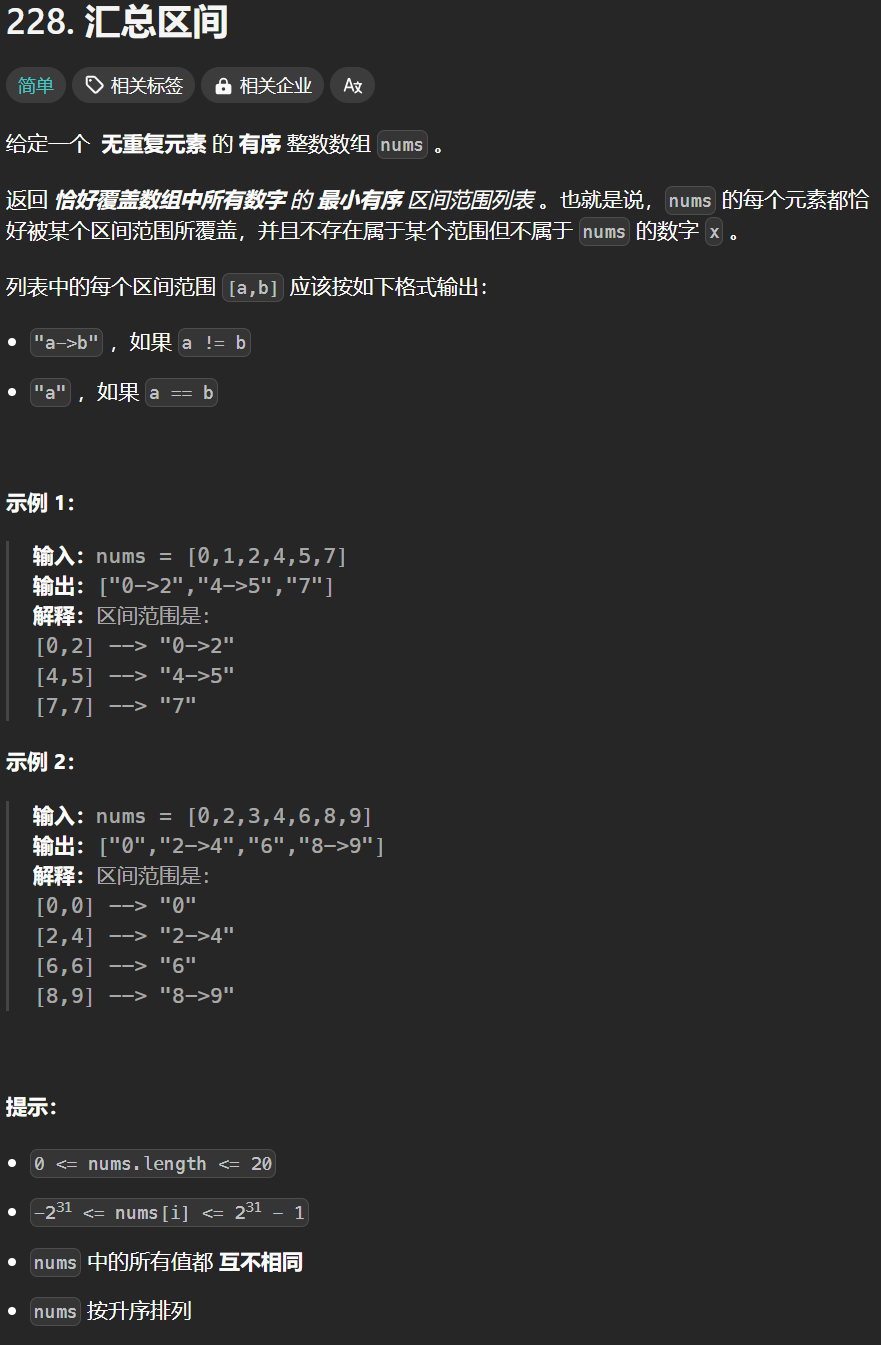 228. 汇总区间
简单 相关标签 相关企业 Az
给定一个 无重复元素 的 有序 整数数组 nums 。
返回 恰好覆盖数组中所有数字 的 最小有序 区间范围列表 。也就是说，nums 的每个元素都恰
好被某个区间范围所覆盖，并且不存在属于某个范围但不属于 nums 的数字 x 。
列表中的每个区间范围 [a,b] 应该按如下格式输出：
• "a->b" ，如果 a != b
• "a" ，如果 a == b
示例 1：
输入：nums = [0,1,2,4,5,7]
输出：["0->2","4->5","7"]
解释：区间范围是：
[0,2] --> "0->2"
[4,5] --> "4->5"
[7,7] --> "7"
示例 2：
输入：nums = [0,2,3,4,6,8,9]
输出：["0","2->4","6","8->9"]
解释：区间范围是：
[0,0] --> "0"
[2,4] --> "2->4"
[6,6] --> "6"
[8,9] --> "8->9"
提示：
• 0 <= nums.length <= 20
• -2³¹ <= nums[i] <= 2³¹ - 1
• nums 中的所有值都 互不相同
• nums 按升序排列